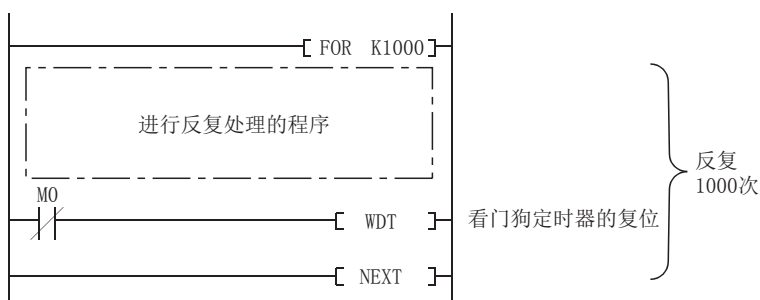 FOR K1000
进行反复处理的程序
M0
WDT
看门狗定时器的复位
反复
1000次
NEXT